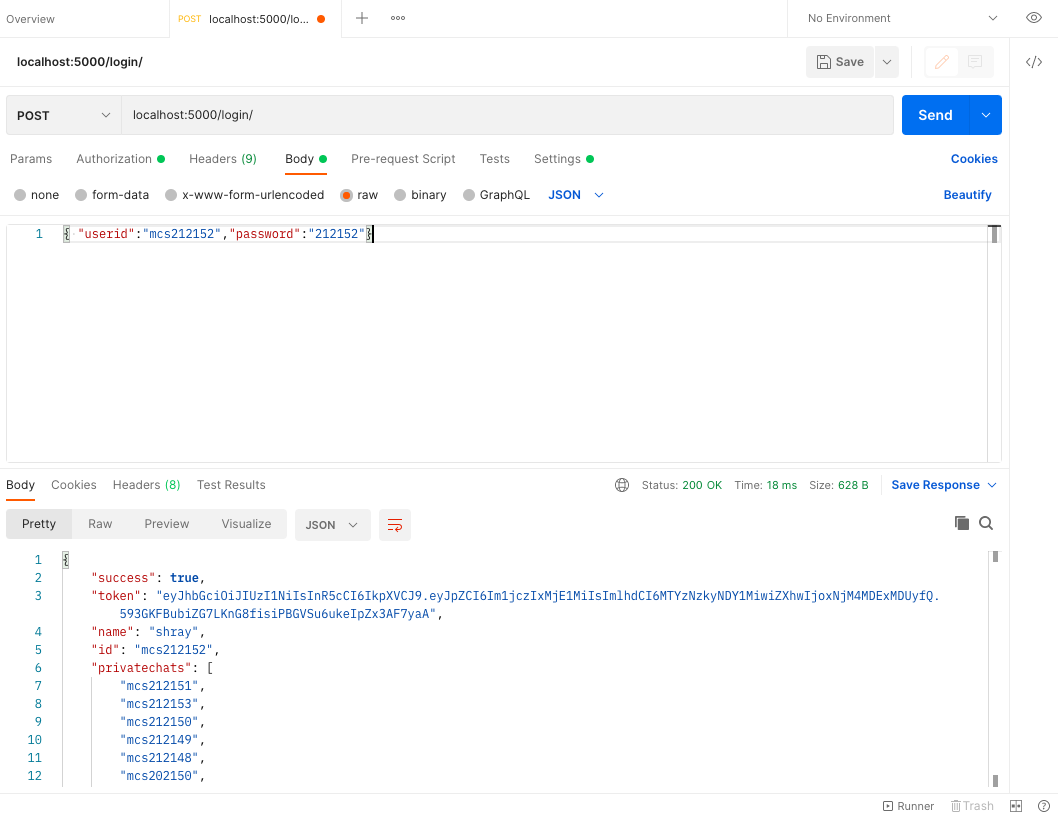 Overview
POST localhost:5000/lo...
No Environment
localhost:5000/login/
Save
</>
POST localhost:5000/login/ Send
Params Authorization Headers (9) Body Pre-request Script Tests Settings Cookies
none form-data x-www-form-urlencoded raw binary GraphQL JSON Beautify
1 { "userid":"mcs212152","password":"212152"}
Body Cookies Headers (8) Test Results Status: 200 OK Time: 18 ms Size: 628 B Save Response
Pretty Raw Preview Visualize JSON
1 {
2 "success": true,
3 "token": "eyJhbGciOiJIUzI1NiIsInR5cCI6IkpXVCJ9.eyJpZCI6Im1jczIxMjE1MiIsImlhdCI6MTYzNzkyNDY1MiwiZXhwIjoxNjM4MDExMDUyfQ.
593GKFBubiZG7LKnG8fisiPBGVSu6ukeIpZx3AF7yaA",
4 "name": "shray",
5 "id": "mcs212152",
6 "privatechats": [
7 "mcs212151",
8 "mcs212153",
9 "mcs212150",
10 "mcs212149",
11 "mcs212148",
12 "mcs202150",
Runner Trash